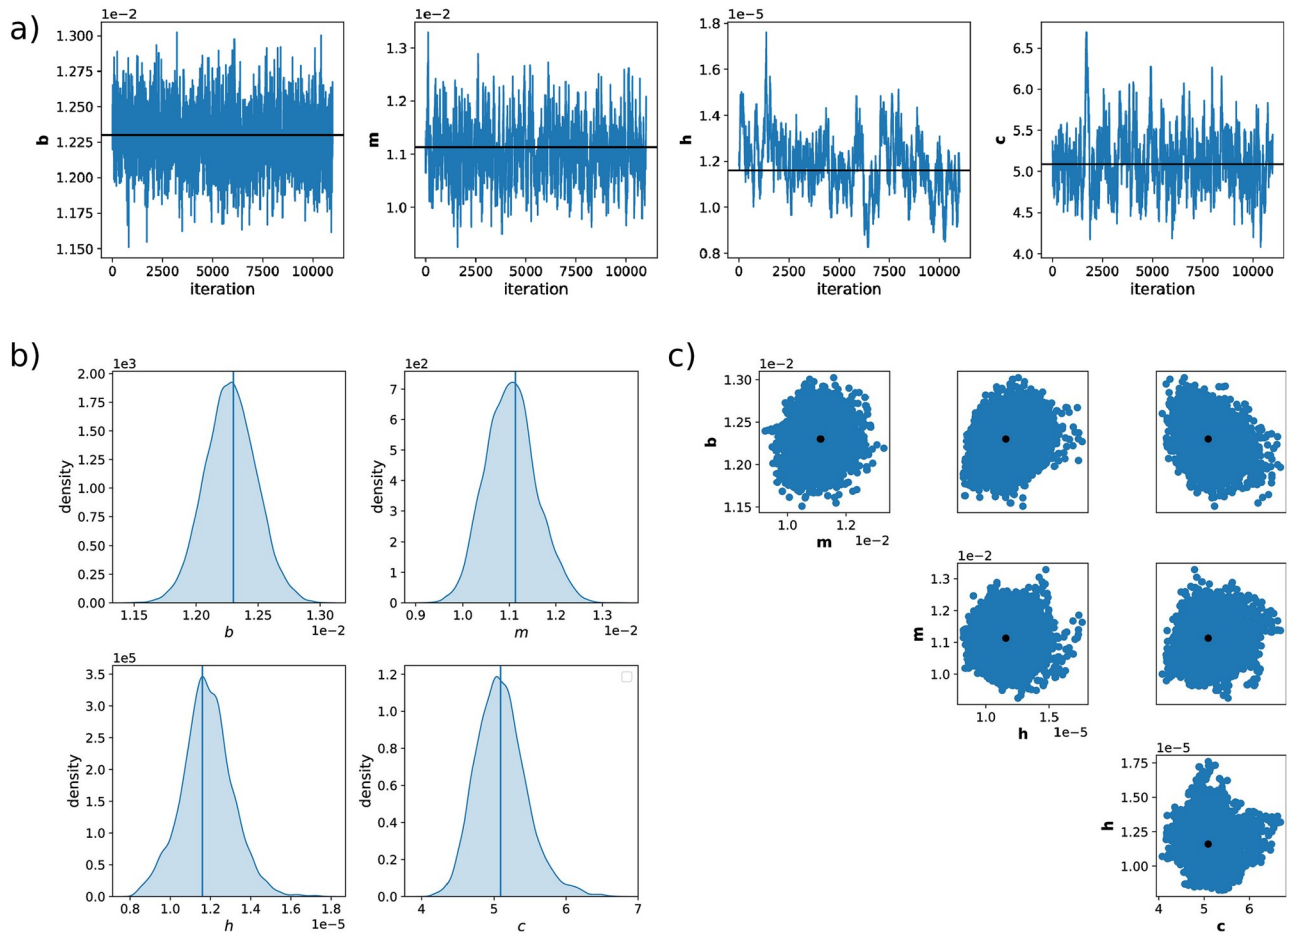 a)
1e−2
1.300
1.275
1.250
1.225
1.200
1.175
1.150
b
0 2500 5000 7500 10000
iteration
1e−2
1.3
1.2
1.1
1.0
m
0 2500 5000 7500 10000
iteration
1e−5
1.8
1.6
1.4
1.2
1.0
0.8
h
0 2500 5000 7500 10000
iteration
6.5
6.0
5.5
5.0
4.5
4.0
c
0 2500 5000 7500 10000
iteration
b)
1e3
2.00
1.75
1.50
1.25
1.00
0.75
0.50
0.25
0.00
density
1.15 1.20 1.25 1.30
1e−2
b
1e2
7
6
5
4
3
2
1
0
density
0.9 1.0 1.1 1.2 1.3
1e−2
m
1e5
3.5
3.0
2.5
2.0
1.5
1.0
0.5
0.0
density
0.8 1.0 1.2 1.4 1.6 1.8
1e−5
h
1.2
1.0
0.8
0.6
0.4
0.2
0.0
density
4 5 6 7
c
c)
1e−2
1.30
1.25
1.20
1.15
b
1.0 1.2
1e−2
m
1e−2
1.3
1.2
1.1
1.0
m
1.0 1.5
1e−5
h
1e−5
1.75
1.50
1.25
1.00
h
4 5 6
c